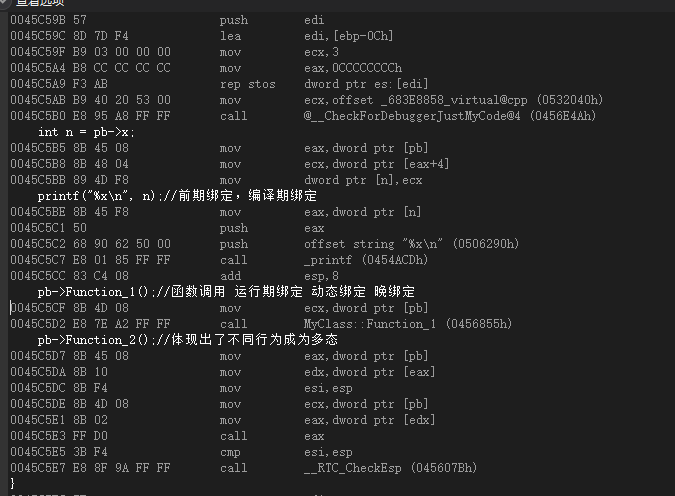 查看选项
0045C59B 57 push edi
0045C59C 8D 7D F4 lea edi,[ebp-0Ch]
0045C59F B9 03 00 00 00 mov ecx,3
0045C5A4 B8 CC CC CC CC mov eax,0CCCCCCCCh
0045C5A9 F3 AB rep stos dword ptr es:[edi]
0045C5AB B9 40 20 53 00 mov ecx,offset _683E8858_virtual@cpp (0532040h)
0045C5B0 E8 95 A8 FF FF call @__CheckForDebuggerJustMyCode@4 (0456E4Ah)
int n = pb->x;
0045C5B5 8B 45 08 mov eax,dword ptr [pb]
0045C5B8 8B 48 04 mov ecx,dword ptr [eax+4]
0045C5BB 89 4D F8 mov dword ptr [n],ecx
printf("%x\n", n);//前期绑定，编译期绑定
0045C5BE 8B 45 F8 mov eax,dword ptr [n]
0045C5C1 50 push eax
0045C5C2 68 90 62 50 00 push offset string "%x\n" (0506290h)
0045C5C7 E8 01 85 FF FF call _printf (0454ACDh)
0045C5CC 83 C4 08 add esp,8
pb->Function_1();//函数调用 运行期绑定 动态绑定 晚绑定
0045C5CF 8B 4D 08 mov ecx,dword ptr [pb]
0045C5D2 E8 7E A2 FF FF call MyClass::Function_1 (0456855h)
pb->Function_2();//体现出了不同行为成为多态
0045C5D7 8B 45 08 mov eax,dword ptr [pb]
0045C5DA 8B 10 mov edx,dword ptr [eax]
0045C5DC 8B F4 mov esi,esp
0045C5DE 8B 4D 08 mov ecx,dword ptr [pb]
0045C5E1 8B 02 mov eax,dword ptr [edx]
0045C5E3 FF D0 call eax
0045C5E5 3B F4 cmp esi,esp
0045C5E7 E8 8F 9A FF FF call __RTC_CheckEsp (045607Bh)
}